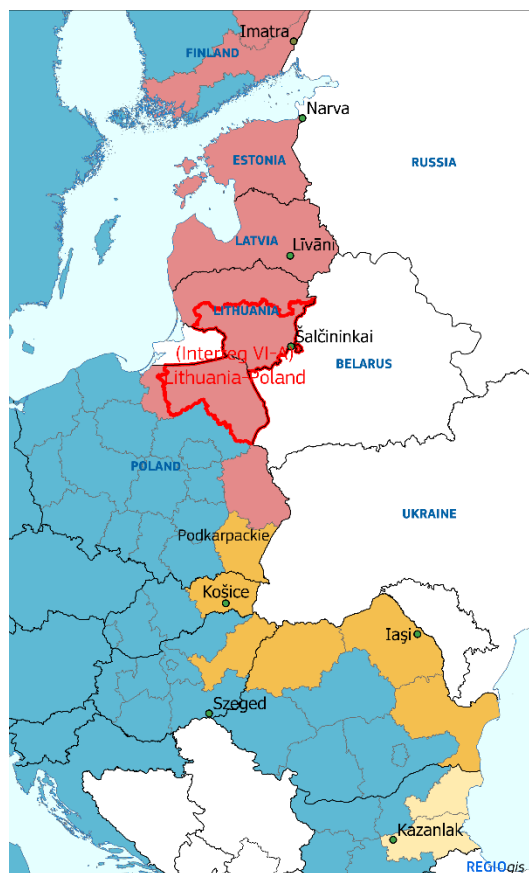 Imatra
FINLAND
Narva
ESTONIA
RUSSIA
LATVIA
Līvāni
LITHUANIA
Šalčininkai
(Interreg VI-A)
Lithuania-Poland
BELARUS
POLAND
UKRAINE
Podkarpackie
Košice
Iaşi
Szeged
Kazanlak
REGIOgis